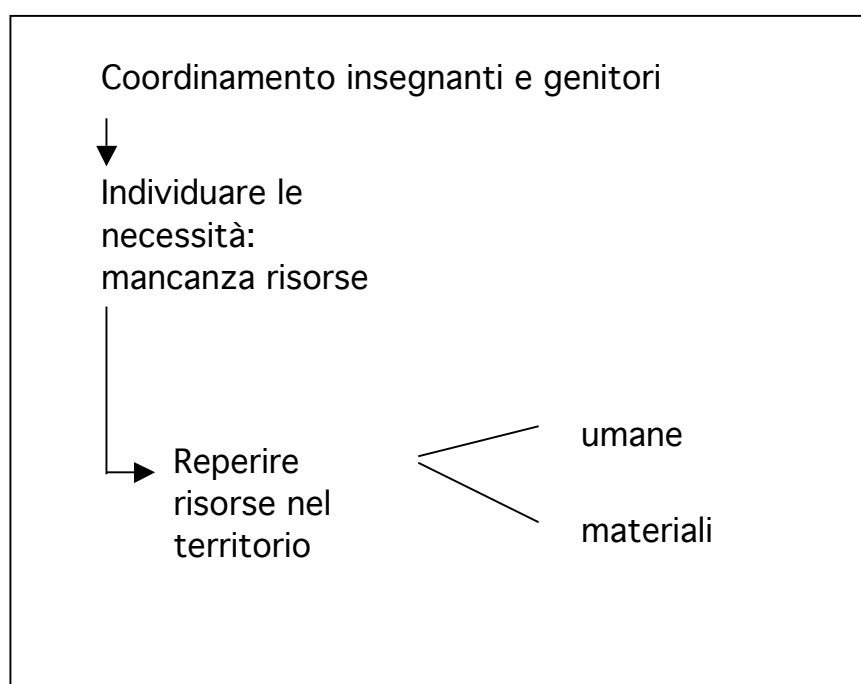 Coordinamento insegnanti e genitori
Individuare le
necessità:
mancanza risorse
Reperire
risorse nel
territorio
umane
materiali